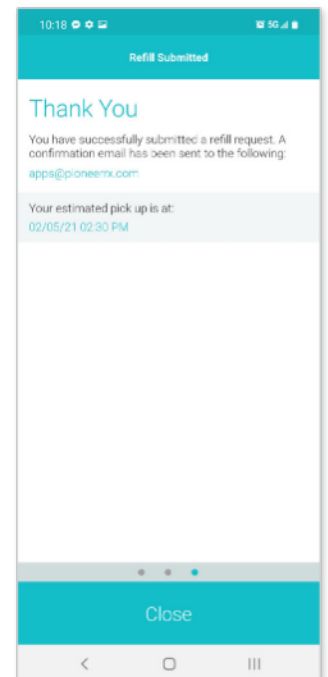 10:18
5G
Refill Submitted
Thank You
You have successfully submitted a refill request. A
confirmation email has been sent to the following:
apps@pioneerrx.com
Your estimated pick up is at:
02/05/21 02:30 PM
Close